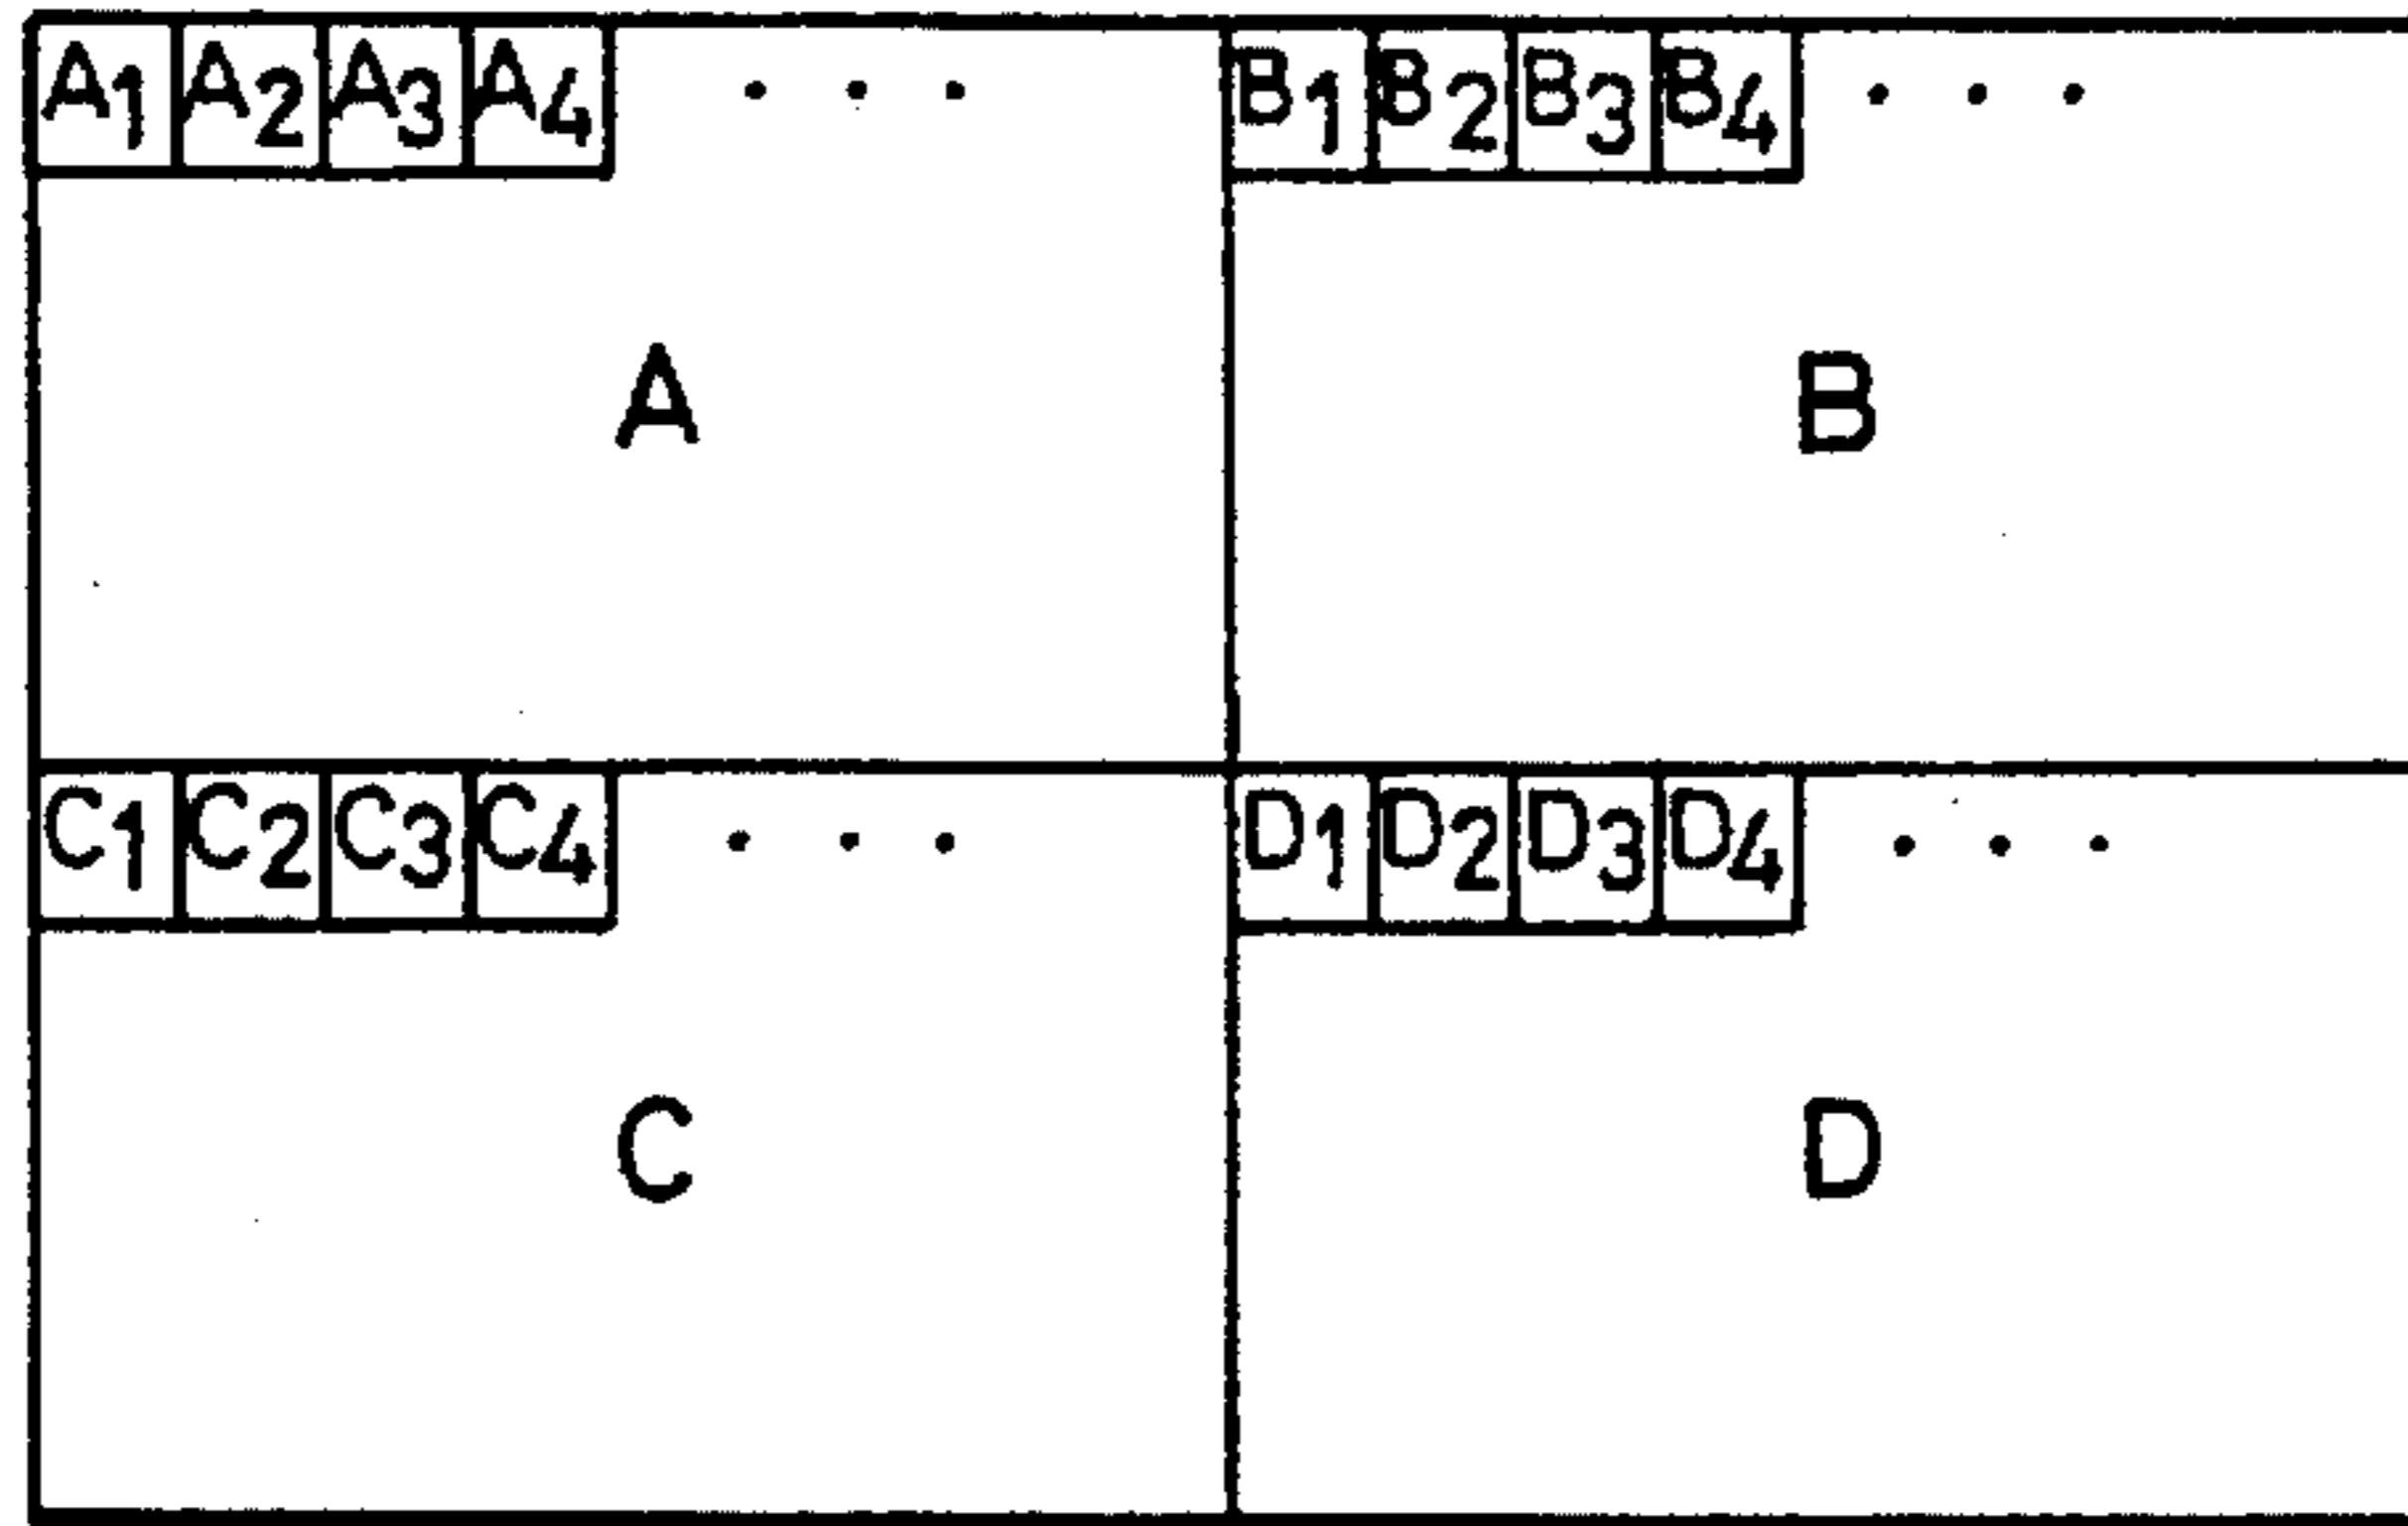 A1 A2 A3 A4 . . . B1 B2 B3 B4 . . .
A B
C1 C2 C3 C4 . . . D1 D2 D3 D4 . . .
C D